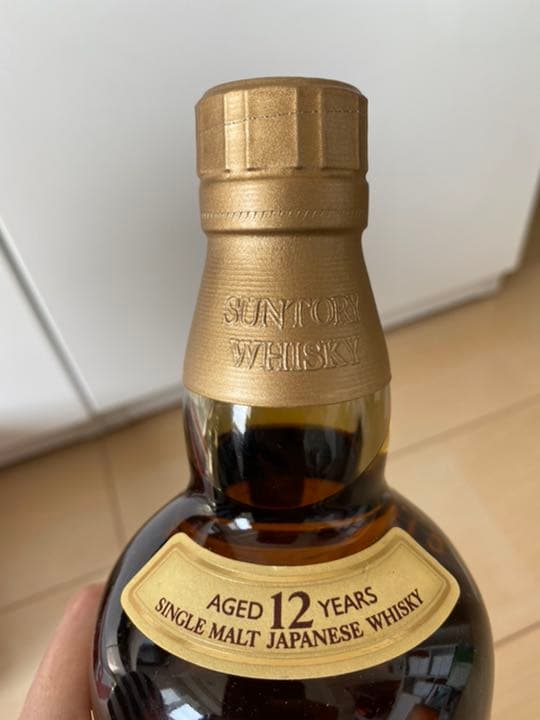 SUNTORY
WHISKY
AGED 12 YEARS
SINGLE MALT JAPANESE WHISKY